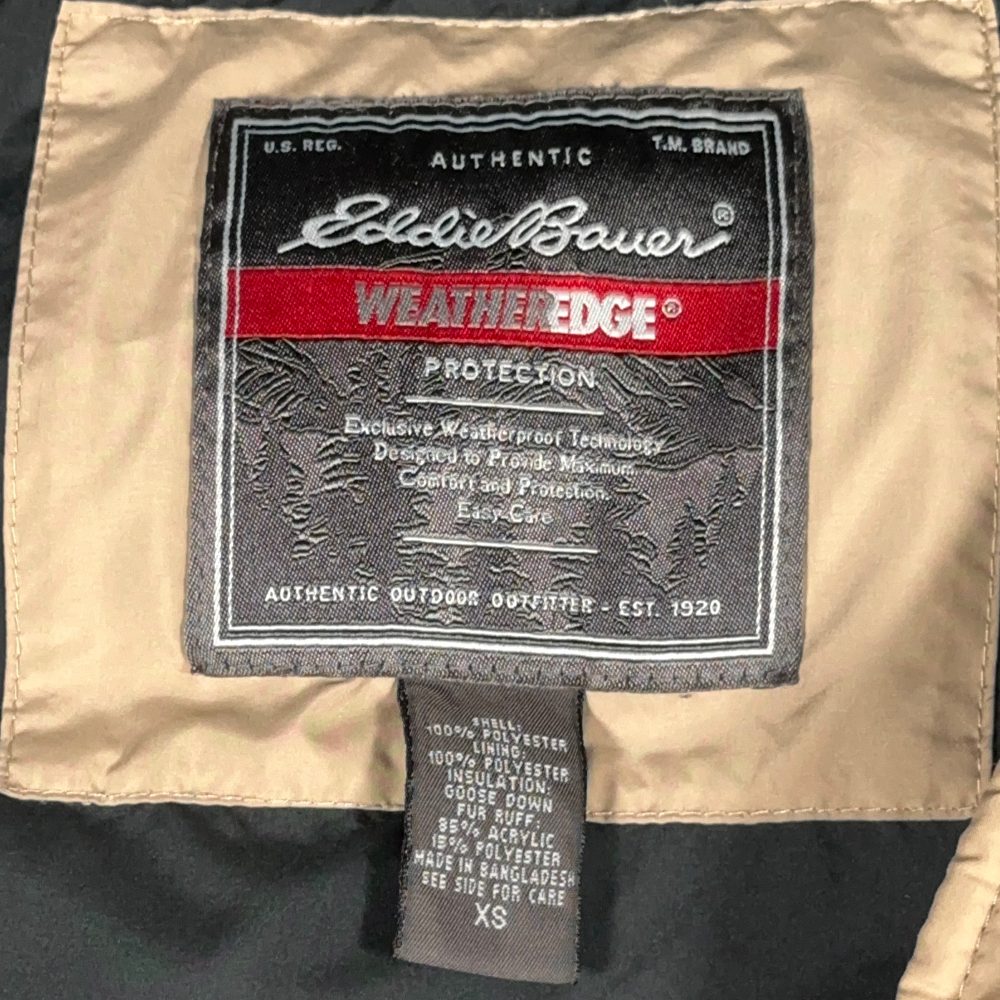 U.S. REG.
T.M. BRAND
AUTHENTIC
Eddie Bauer®
WEATHEREDGE®
PROTECTION
Exclusive Weatherproof Technology
Designed to Provide Maximum
Comfort and Protection.
Easy Care
AUTHENTIC OUTDOOR OUTFITTER - EST. 1920
SHELL:
100% POLYESTER
LINING:
100% POLYESTER
INSULATION:
GOOSE DOWN
FUR RUFF:
85% ACRYLIC
15% POLYESTER
MADE IN BANGLADESH
SEE SIDE FOR CARE
XS